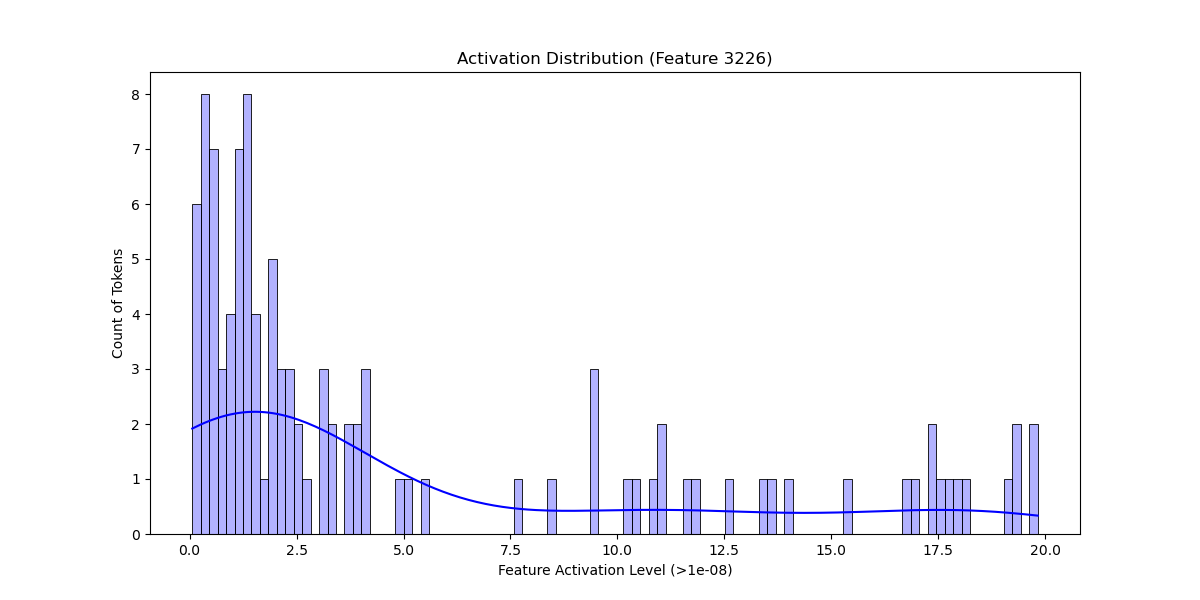 Activation Distribution (Feature 3226)
Count of Tokens
8
7
6
5
4
3
2
1
0
0.0 2.5 5.0 7.5 10.0 12.5 15.0 17.5 20.0
Feature Activation Level (>1e-08)